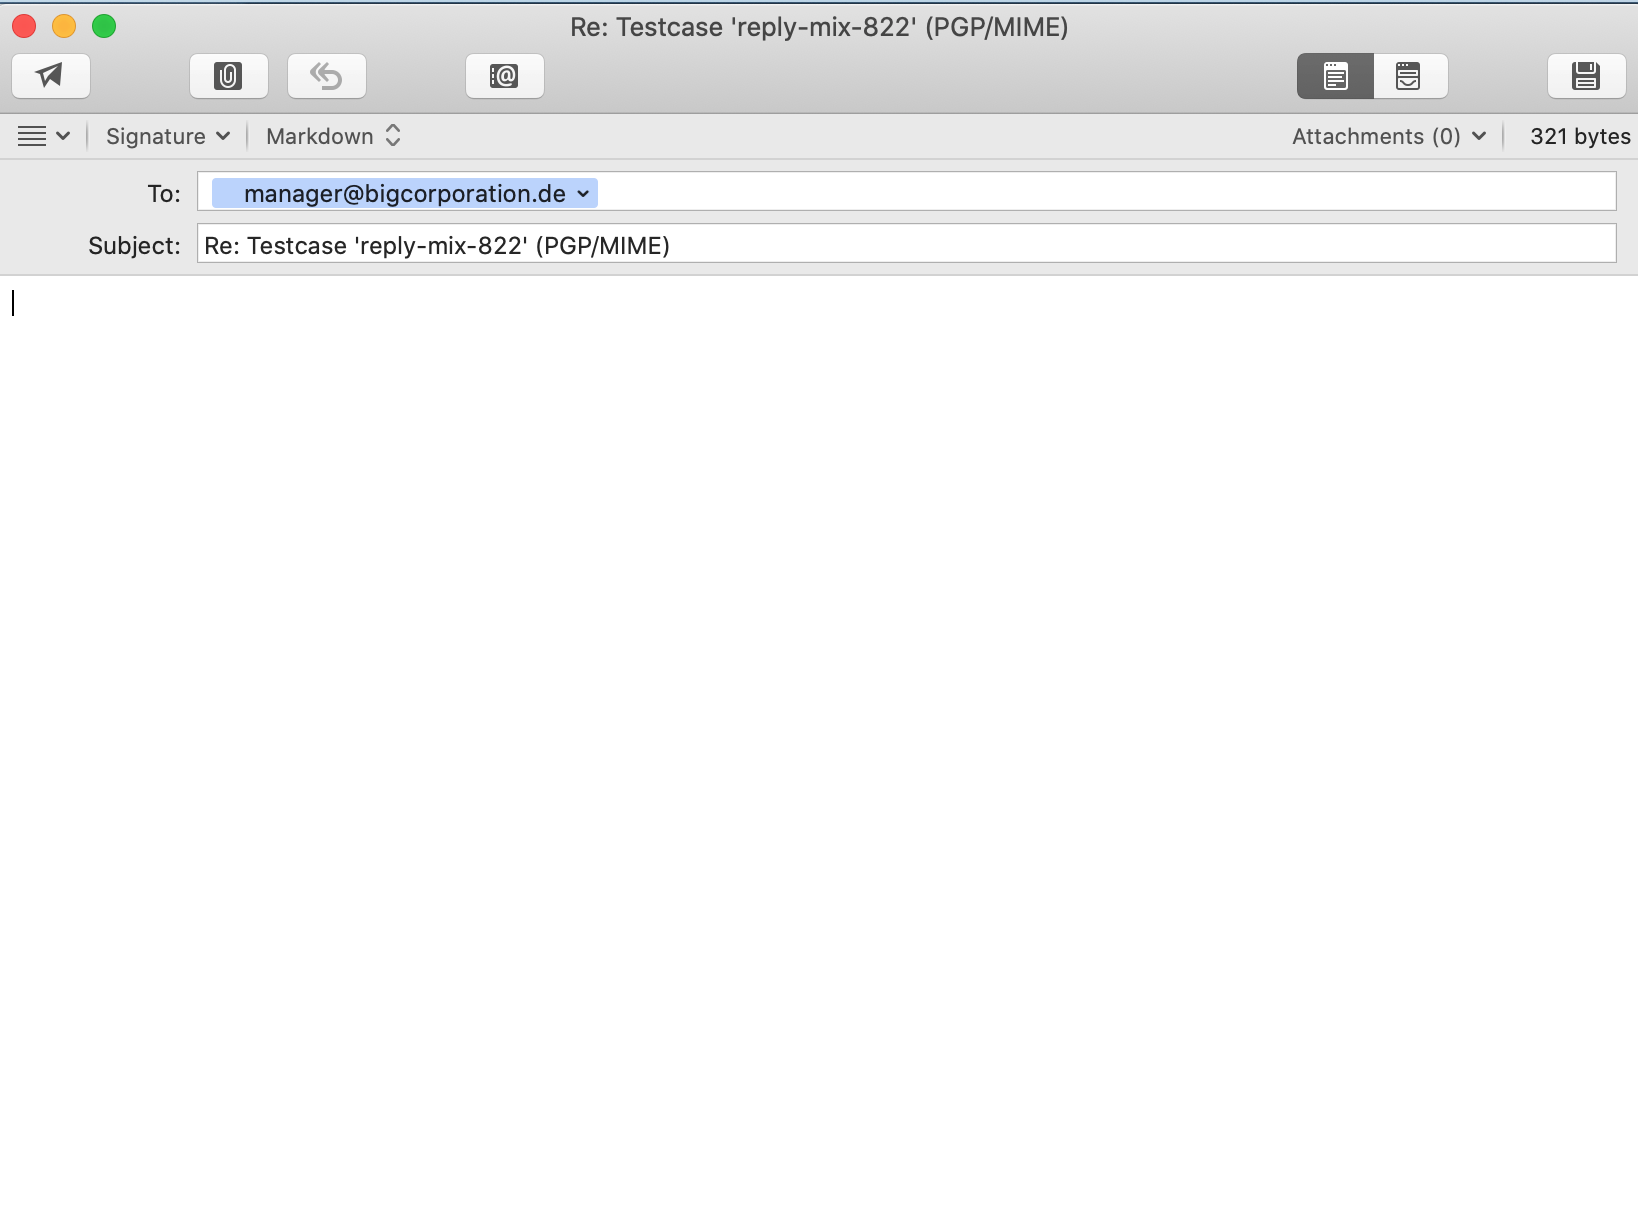 Re: Testcase 'reply-mix-822' (PGP/MIME)
Signature Markdown Attachments (0) 321 bytes
To: manager@bigcorporation.de
Subject: Re: Testcase 'reply-mix-822' (PGP/MIME)